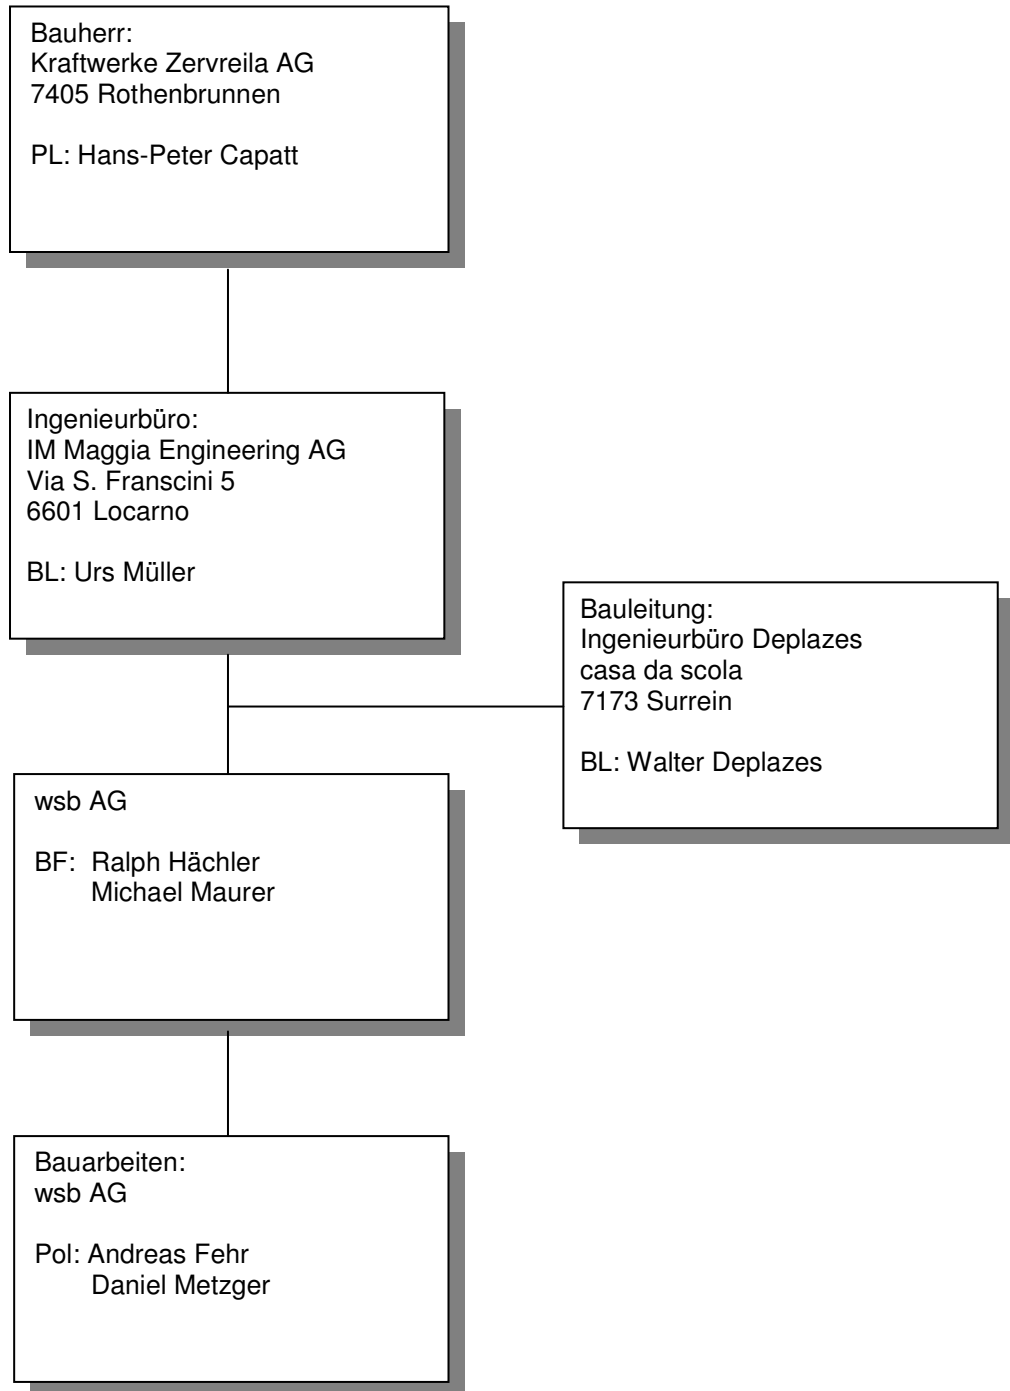 Bauherr:
Kraftwerke Zervreila AG
7405 Rothenbrunnen
PL: Hans-Peter Capatt
Ingenieurbüro:
IM Maggia Engineering AG
Via S. Franscini 5
6601 Locarno
BL: Urs Müller
Bauleitung:
Ingenieurbüro Deplazes
casa da scola
7173 Surrein
BL: Walter Deplazes
wsb AG
BF: Ralph Hächler
Michael Maurer
Bauarbeiten:
wsb AG
Pol: Andreas Fehr
Daniel Metzger